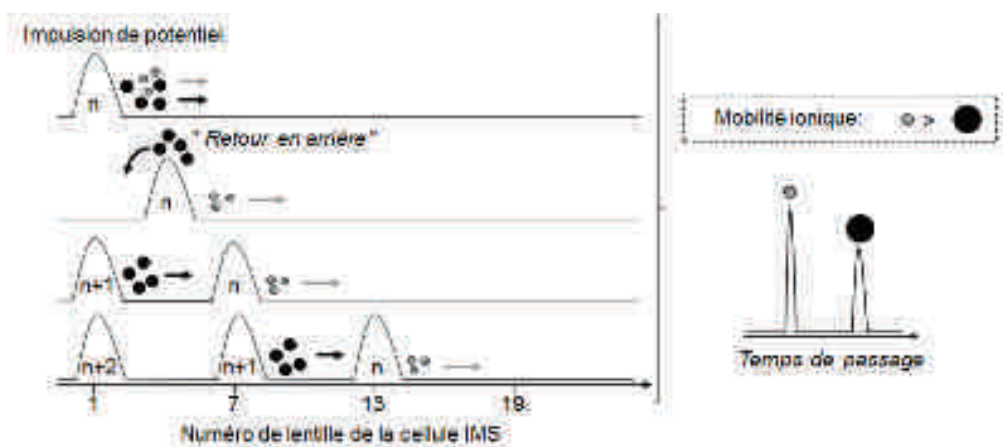 Impulsion de potentiel
n
" Retour en arrière"
n
n+1 n
n+2 n+1 n
1 7 13 19
Numéro de lentille de la cellule IMS
Mobilité ionique: >
Temps de passage